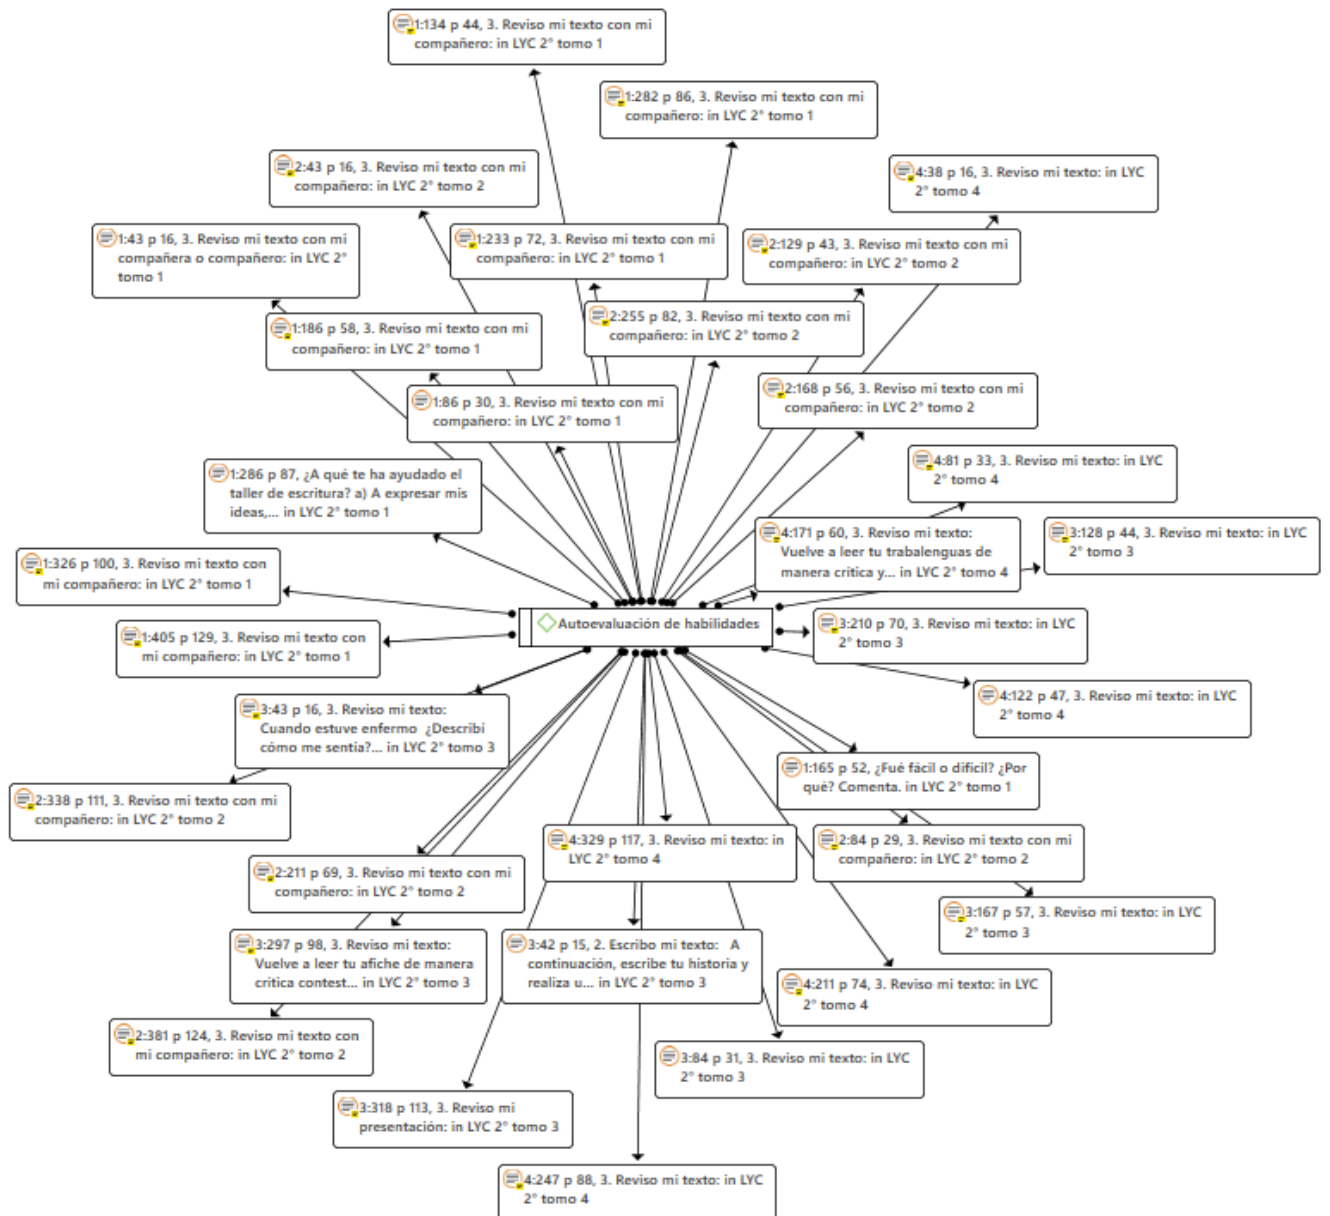 1:134 p 44, 3. Reviso mi texto con mi
compañero: in LYC 2° tomo 1
1:282 p 86, 3. Reviso mi texto con mi
compañero: in LYC 2° tomo 1
2:43 p 16, 3. Reviso mi texto con mi
compañero: in LYC 2° tomo 2
4:38 p 16, 3. Reviso mi texto: in LYC
2° tomo 4
1:43 p 16, 3. Reviso mi texto con mi
compañera o compañero: in LYC 2°
tomo 1
1:233 p 72, 3. Reviso mi texto con mi
compañero: in LYC 2° tomo 1
2:129 p 43, 3. Reviso mi texto con mi
compañero: in LYC 2° tomo 2
1:186 p 58, 3. Reviso mi texto con mi
compañero: in LYC 2° tomo 1
2:255 p 82, 3. Reviso mi texto con mi
compañero: in LYC 2° tomo 2
1:86 p 30, 3. Reviso mi texto con mi
compañero: in LYC 2° tomo 1
2:168 p 56, 3. Reviso mi texto con mi
compañero: in LYC 2° tomo 2
1:286 p 87, ¿A qué te ha ayudado el
taller de escritura? a) A expresar mis
ideas,... in LYC 2° tomo 1
4:81 p 33, 3. Reviso mi texto: in LYC
2° tomo 4
4:171 p 60, 3. Reviso mi texto:
Vuelve a leer tu trabalenguas de
manera crítica y... in LYC 2° tomo 4
3:128 p 44, 3. Reviso mi texto: in LYC
2° tomo 3
1:326 p 100, 3. Reviso mi texto con
mi compañero: in LYC 2° tomo 1
Autoevaluación de habilidades
3:210 p 70, 3. Reviso mi texto: in LYC
2° tomo 3
1:405 p 129, 3. Reviso mi texto con
mi compañero: in LYC 2° tomo 1
4:122 p 47, 3. Reviso mi texto: in LYC
2° tomo 4
3:43 p 16, 3. Reviso mi texto:
Cuando estuve enfermo ¿Describí
cómo me sentía?... in LYC 2° tomo 3
1:165 p 52, ¿Fué fácil o difícil? ¿Por
qué? Comenta. in LYC 2° tomo 1
2:338 p 111, 3. Reviso mi texto con mi
compañero: in LYC 2° tomo 2
4:329 p 117, 3. Reviso mi texto: in
LYC 2° tomo 4
2:84 p 29, 3. Reviso mi texto con mi
compañero: in LYC 2° tomo 2
2:211 p 69, 3. Reviso mi texto con mi
compañero: in LYC 2° tomo 2
3:167 p 57, 3. Reviso mi texto: in LYC
2° tomo 3
3:297 p 98, 3. Reviso mi texto:
Vuelve a leer tu afiche de manera
crítica contest... in LYC 2° tomo 3
3:42 p 15, 2. Escribo mi texto: A
continuación, escribe tu historia y
realiza u... in LYC 2° tomo 3
4:211 p 74, 3. Reviso mi texto: in LYC
2° tomo 4
2:381 p 124, 3. Reviso mi texto con
mi compañero: in LYC 2° tomo 2
3:84 p 31, 3. Reviso mi texto: in LYC
2° tomo 3
3:318 p 113, 3. Reviso mi
presentación: in LYC 2° tomo 3
4:247 p 88, 3. Reviso mi texto: in LYC
2° tomo 4